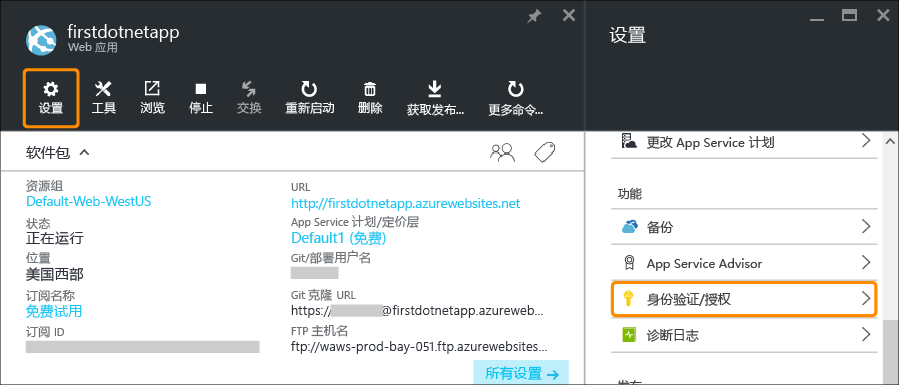 firstdotnetapp
Web 应用
设置
工具
浏览
停止
交换
重新启动
删除
获取发布...
更多命令...
软件包
资源组
Default-Web-WestUS
状态
正在运行
位置
美国西部
订阅名称
免费试用
订阅 ID
URL
http://firstdotnetapp.azurewebsites.net
App Service 计划/定价层
Default1 (免费)
Git/部署用户名
Git 克隆 URL
https://@firstdotnetapp.azurew...
FTP 主机名
ftp://waws-prod-bay-051.ftp.azurewebsites...
所有设置 →
设置
更改 App Service 计划
功能
备份
App Service Advisor
身份验证/授权
诊断日志